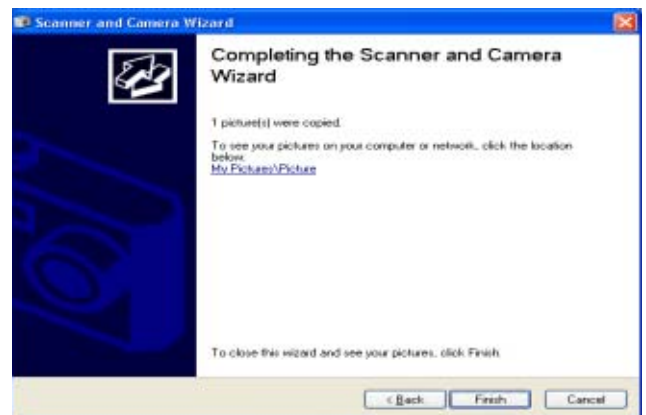 Scanner and Camera Wizard
Completing the Scanner and Camera
Wizard
1 picture(s) were copied.
To see your pictures on your computer or network, click the location
below:
My Pictures\Picture
To close this wizard and see your pictures, click Finish.
< Back
Finish
Cancel